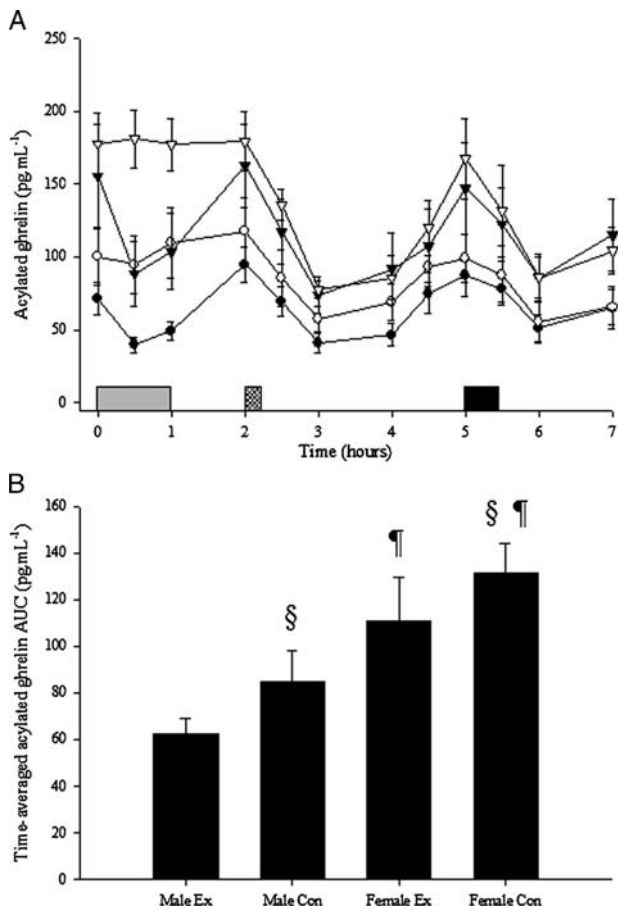 A
Acylated ghrelin (pg.mL-1)
250
200
150
100
50
0
0 1 2 3 4 5 6 7
Time (hours)
B
Time-averaged acylated ghrelin AUC (pg.mL-1)
160
140
120
100
80
60
40
20
0
§
¶
§ ¶
Male Ex Male Con Female Ex Female Con